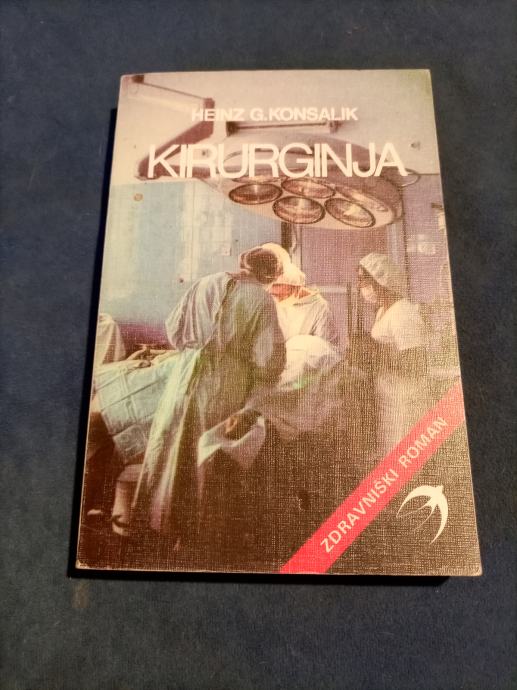 HEINZ G.KONSALIK
KIRURGINJA
ZDRAVNIŠKI ROMAN